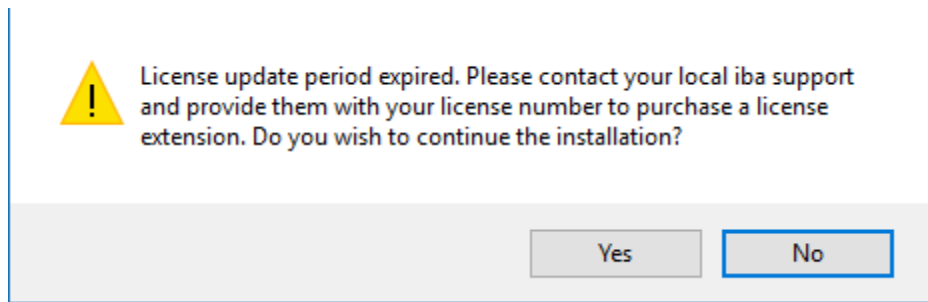 License update period expired. Please contact your local iba support
and provide them with your license number to purchase a license
extension. Do you wish to continue the installation?
Yes
No